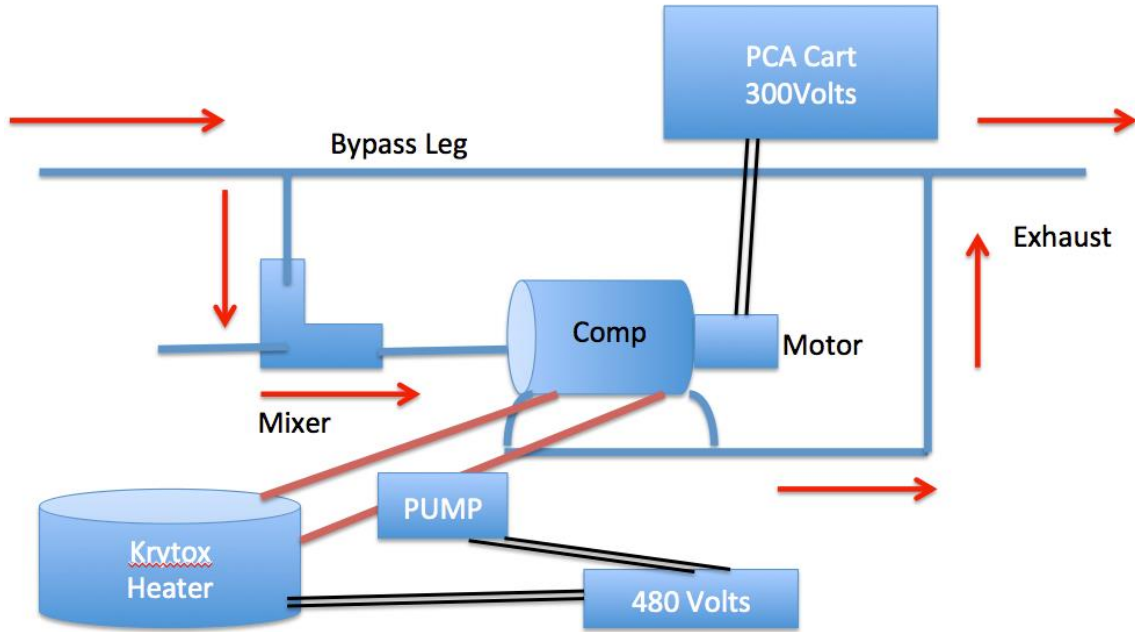 PCA Cart
300Volts
Bypass Leg
Exhaust
Comp
Motor
Mixer
PUMP
Krytox
Heater
480 Volts